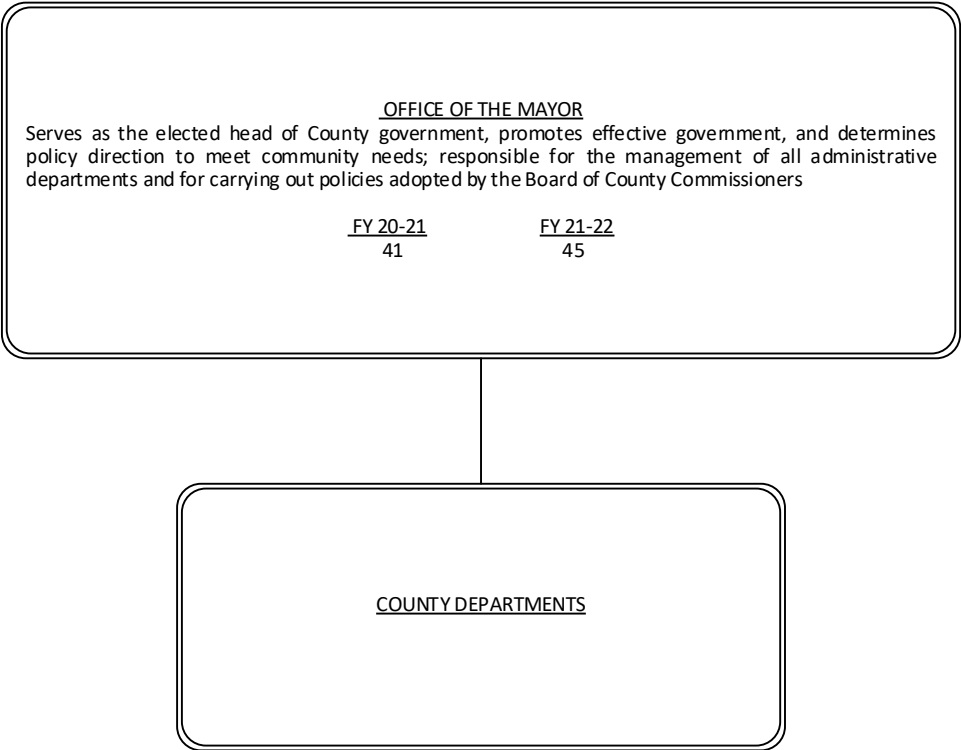 OFFICE OF THE MAYOR
Serves as the elected head of County government, promotes effective government, and determines
policy direction to meet community needs; responsible for the management of all administrative
departments and for carrying out policies adopted by the Board of County Commissioners
FY 20-21 FY 21-22
41 45
COUNTY DEPARTMENTS